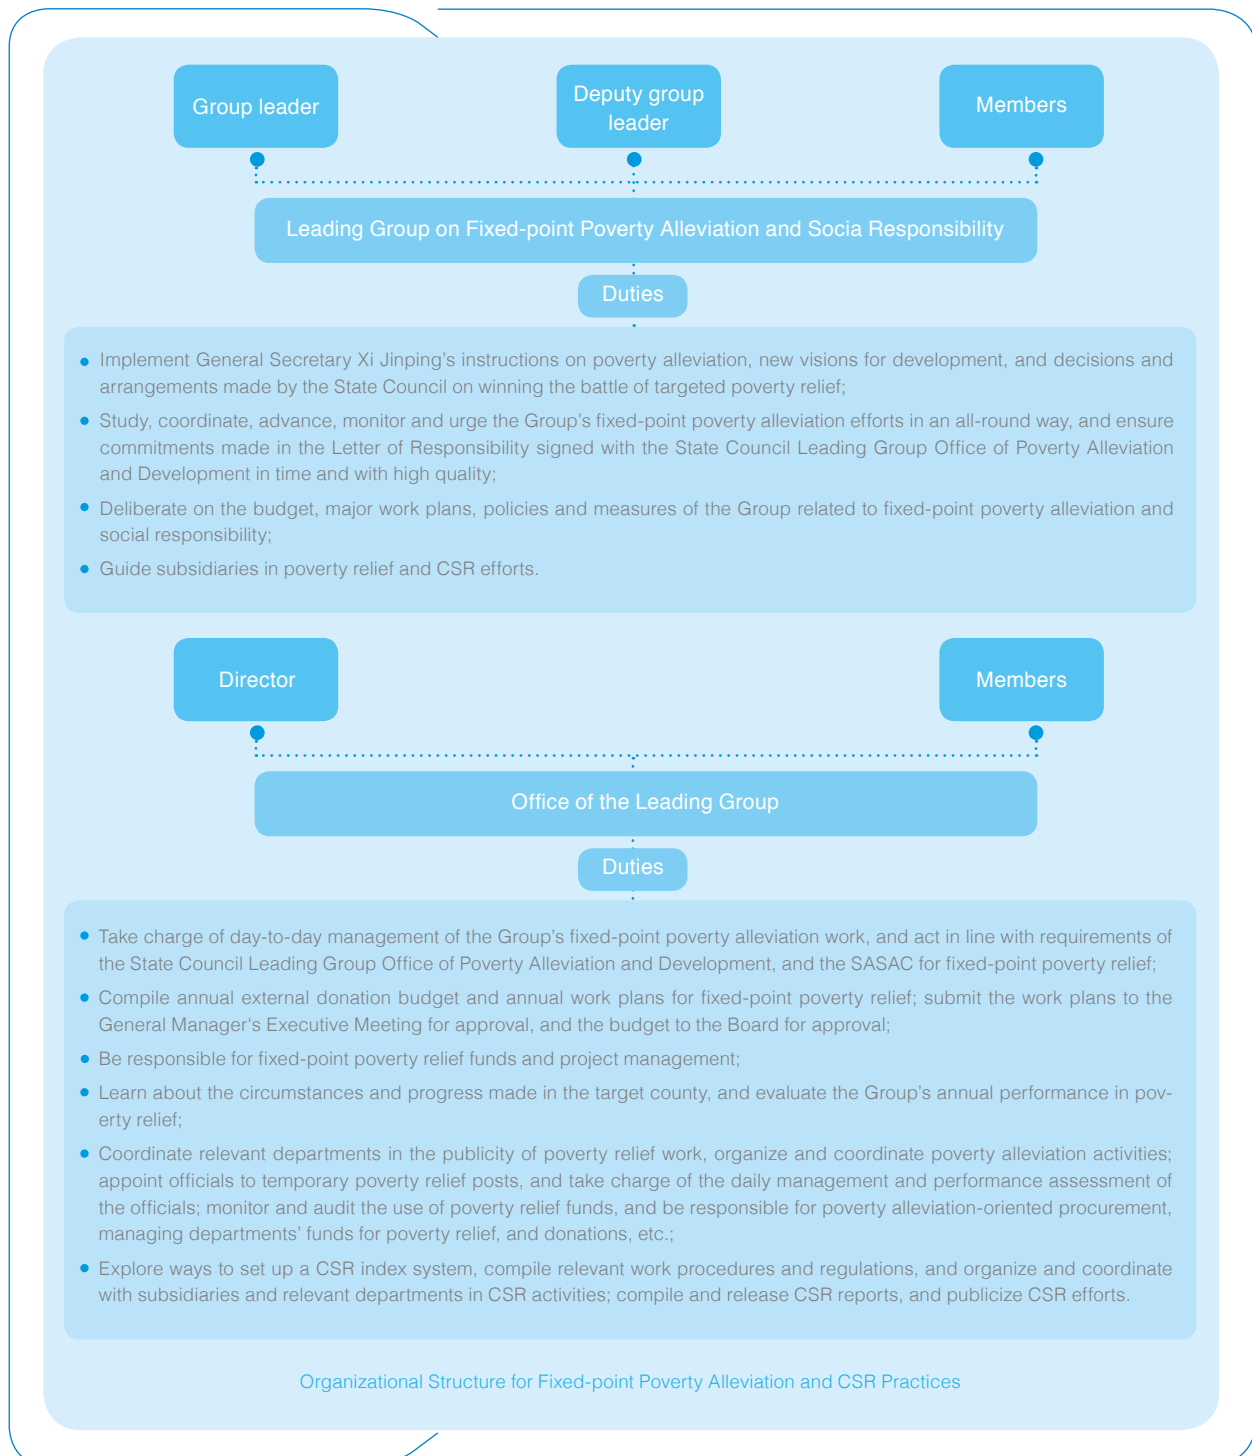 Group leader
Deputy group
leader
Members
Leading Group on Fixed-point Poverty Alleviation and Socia Responsibility
Duties
● Implement General Secretary Xi Jinping's instructions on poverty alleviation, new visions for development, and decisions and
arrangements made by the State Council on winning the battle of targeted poverty relief;
● Study, coordinate, advance, monitor and urge the Group's fixed-point poverty alleviation efforts in an all-round way, and ensure
commitments made in the Letter of Responsibility signed with the State Council Leading Group Office of Poverty Alleviation
and Development in time and with high quality;
● Deliberate on the budget, major work plans, policies and measures of the Group related to fixed-point poverty alleviation and
social responsibility;
● Guide subsidiaries in poverty relief and CSR efforts.
Director
Members
Office of the Leading Group
Duties
● Take charge of day-to-day management of the Group's fixed-point poverty alleviation work, and act in line with requirements of
the State Council Leading Group Office of Poverty Alleviation and Development, and the SASAC for fixed-point poverty relief;
● Compile annual external donation budget and annual work plans for fixed-point poverty relief; submit the work plans to the
General Manager‘s Executive Meeting for approval, and the budget to the Board for approval;
● Be responsible for fixed-point poverty relief funds and project management;
● Learn about the circumstances and progress made in the target county, and evaluate the Group's annual performance in pov-
erty relief;
● Coordinate relevant departments in the publicity of poverty relief work, organize and coordinate poverty alleviation activities;
appoint officials to temporary poverty relief posts, and take charge of the daily management and performance assessment of
the officials; monitor and audit the use of poverty relief funds, and be responsible for poverty alleviation-oriented procurement,
managing departments’ funds for poverty relief, and donations, etc.;
● Explore ways to set up a CSR index system, compile relevant work procedures and regulations, and organize and coordinate
with subsidiaries and relevant departments in CSR activities; compile and release CSR reports, and publicize CSR efforts.
Organizational Structure for Fixed-point Poverty Alleviation and CSR Practices